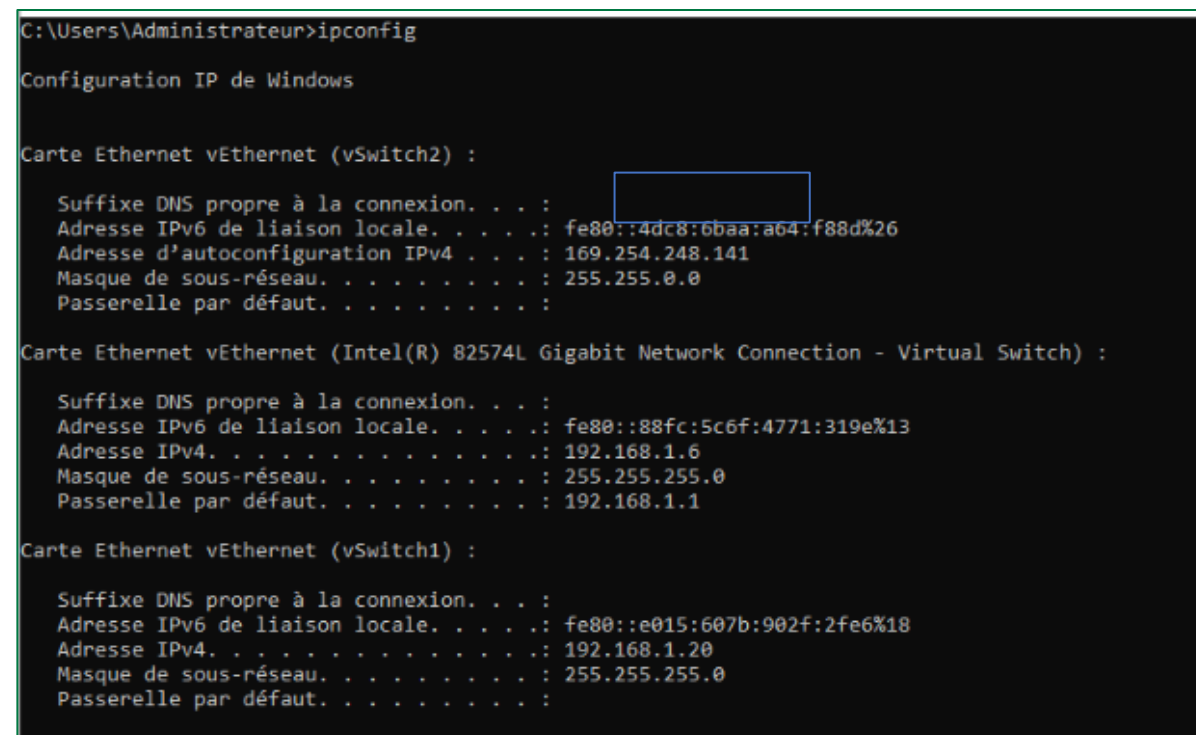 C:\Users\Administrateur>ipconfig
Configuration IP de Windows
Carte Ethernet vEthernet (vSwitch2) :
Suffixe DNS propre à la connexion. . . :
Adresse IPv6 de liaison locale. . . . .: fe80::4dc8:6baa:a64:f88d%26
Adresse d'autoconfiguration IPv4 . . . : 169.254.248.141
Masque de sous-réseau. . . . . . . . . : 255.255.0.0
Passerelle par défaut. . . . . . . . . :
Carte Ethernet vEthernet (Intel(R) 82574L Gigabit Network Connection - Virtual Switch) :
Suffixe DNS propre à la connexion. . . :
Adresse IPv6 de liaison locale. . . . .: fe80::88fc:5c6f:4771:319e%13
Adresse IPv4. . . . . . . . . . . . . .: 192.168.1.6
Masque de sous-réseau. . . . . . . . . : 255.255.255.0
Passerelle par défaut. . . . . . . . . : 192.168.1.1
Carte Ethernet vEthernet (vSwitch1) :
Suffixe DNS propre à la connexion. . . :
Adresse IPv6 de liaison locale. . . . .: fe80::e015:607b:902f:2fe6%18
Adresse IPv4. . . . . . . . . . . . . .: 192.168.1.20
Masque de sous-réseau. . . . . . . . . : 255.255.255.0
Passerelle par défaut. . . . . . . . . :